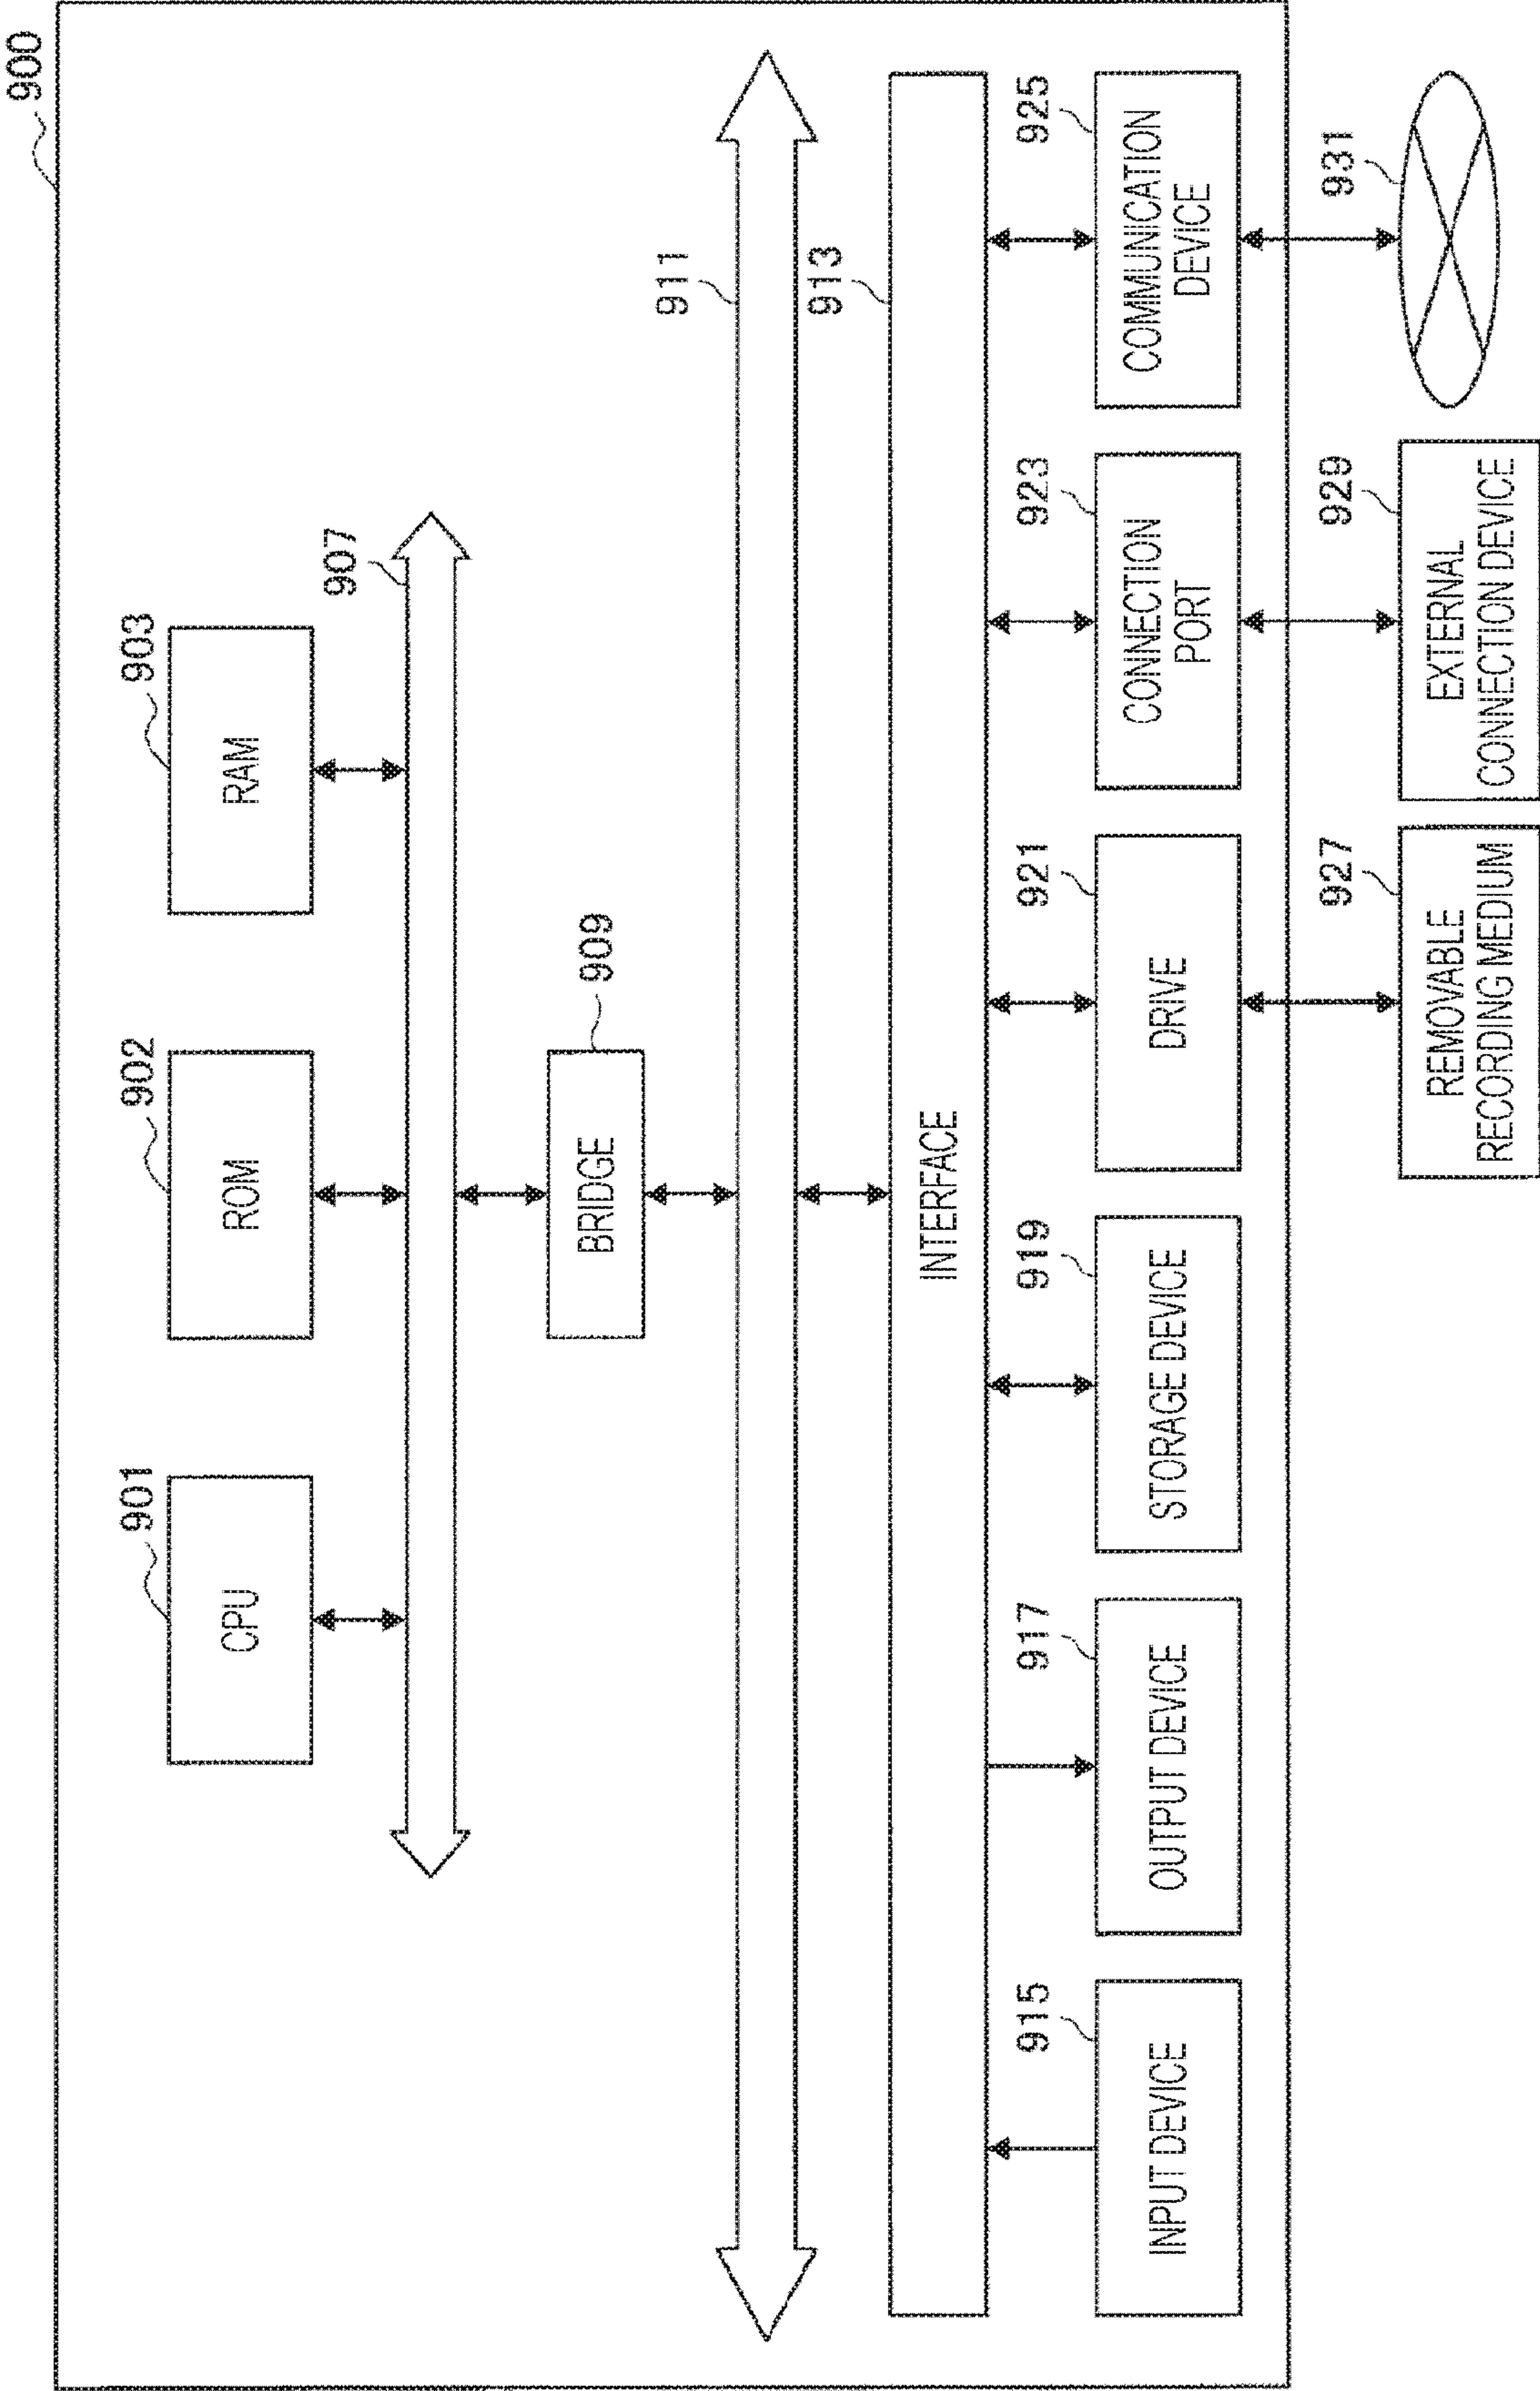 900
901
902
903
CPU
ROM
RAM
907
909
BRIDGE
911
913
INTERFACE
915
917
919
921
923
925
INPUT DEVICE
OUTPUT DEVICE
STORAGE DEVICE
DRIVE
CONNECTION
PORT
COMMUNICATION
DEVICE
927
929
931
REMOVABLE
RECORDING MEDIUM
EXTERNAL
CONNECTION DEVICE